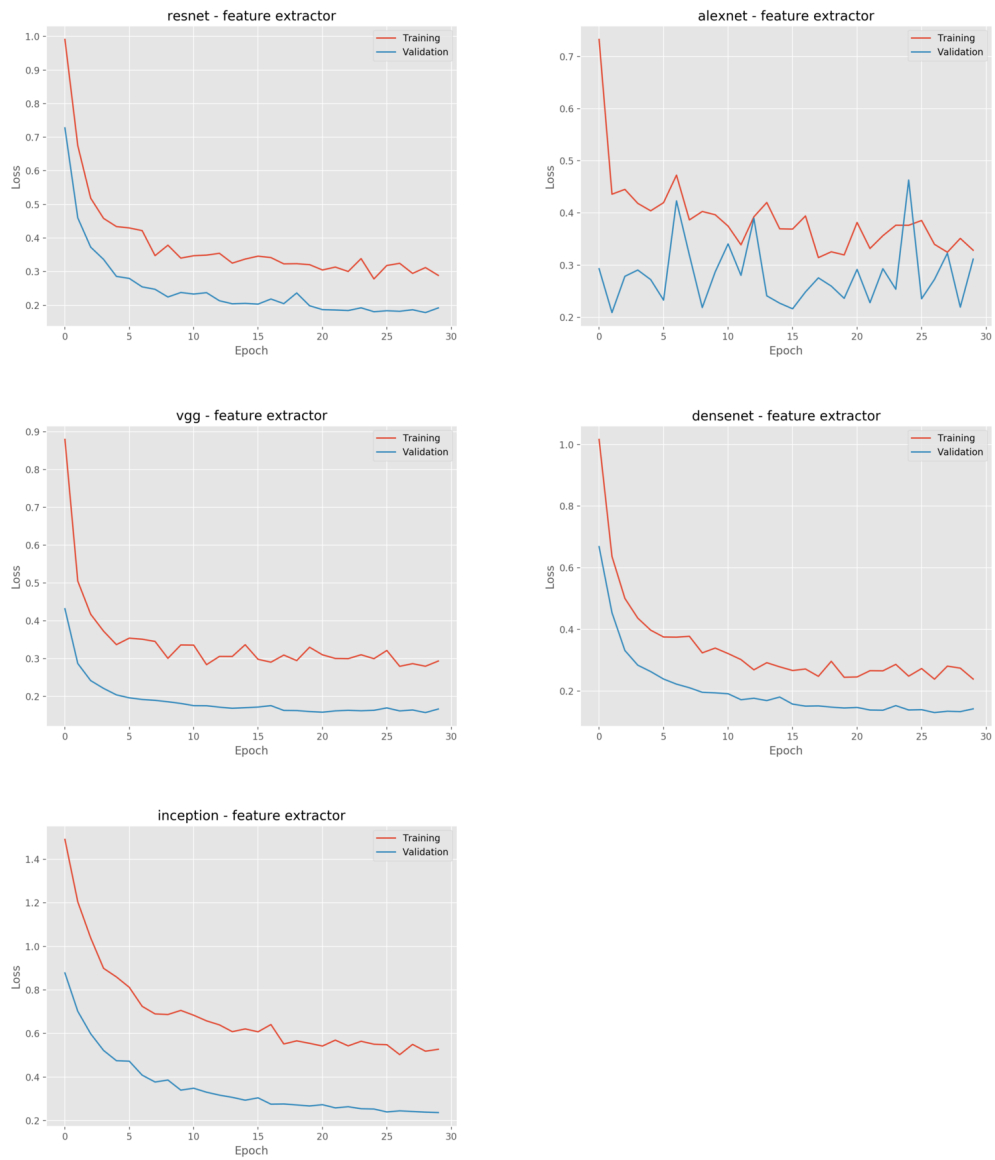 resnet - feature extractor
Training
Validation
1.0
0.9
0.8
0.7
0.6
0.5
0.4
0.3
0.2
Loss
0 5 10 15 20 25 30
Epoch
alexnet - feature extractor
Training
Validation
0.7
0.6
0.5
0.4
0.3
0.2
Loss
0 5 10 15 20 25 30
Epoch
vgg - feature extractor
Training
Validation
0.9
0.8
0.7
0.6
0.5
0.4
0.3
0.2
Loss
0 5 10 15 20 25 30
Epoch
densenet - feature extractor
Training
Validation
1.0
0.8
0.6
0.4
0.2
Loss
0 5 10 15 20 25 30
Epoch
inception - feature extractor
Training
Validation
1.4
1.2
1.0
0.8
0.6
0.4
0.2
Loss
0 5 10 15 20 25 30
Epoch